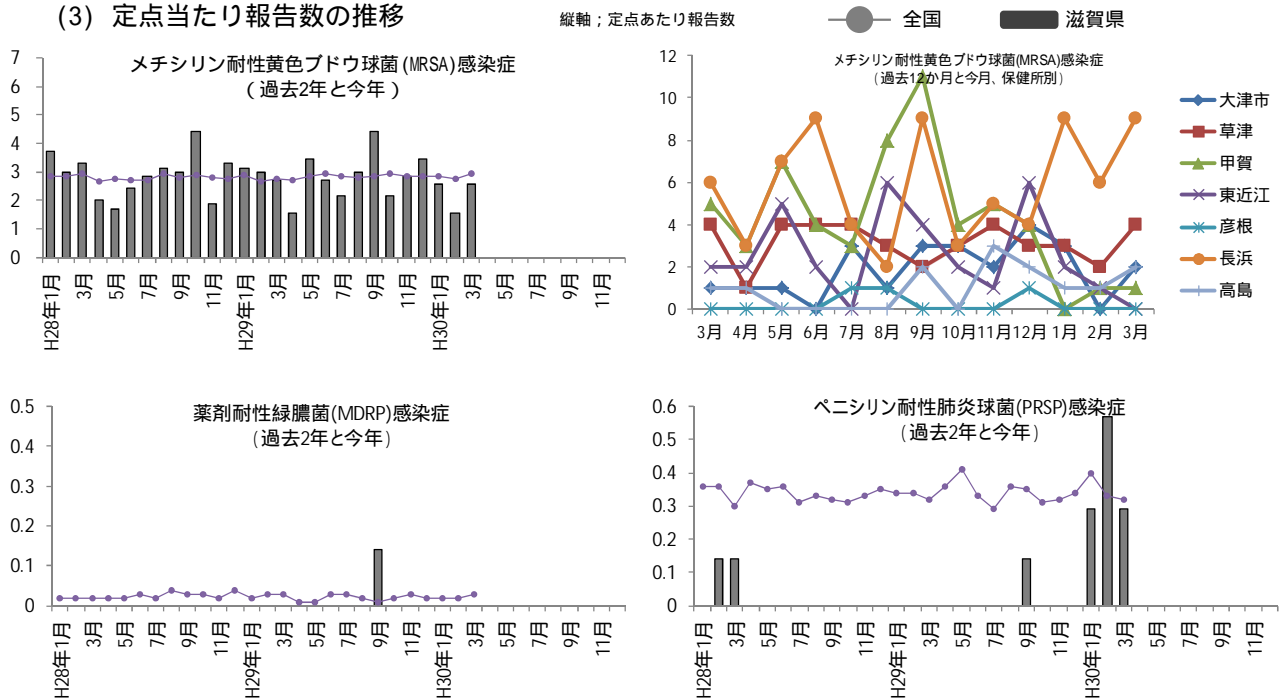 (3) 定点当たり報告数の推移
縦軸；定点あたり報告数
全国
滋賀県
メチシリン耐性黄色ブドウ球菌(MRSA)感染症
(過去2年と今年)
7
6
5
4
3
2
1
0
H28年1月 3月 5月 7月 9月 11月 H29年1月 3月 5月 7月 9月 11月 H30年1月 3月 5月 7月 9月 11月
メチシリン耐性黄色ブドウ球菌(MRSA)感染症
(過去12か月と今月、保健所別)
12
10
8
6
4
2
0
3月 4月 5月 6月 7月 8月 9月 10月 11月 12月 1月 2月 3月
大津市
草津
甲賀
東近江
彦根
長浜
高島
薬剤耐性緑膿菌(MDRP)感染症
(過去2年と今年)
0.5
0.4
0.3
0.2
0.1
0
H28年1月 3月 5月 7月 9月 11月 H29年1月 3月 5月 7月 9月 11月 H30年1月 3月 5月 7月 9月 11月
ペニシリン耐性肺炎球菌(PRSP)感染症
(過去2年と今年)
0.6
0.5
0.4
0.3
0.2
0.1
0
H28年1月 3月 5月 7月 9月 11月 H29年1月 3月 5月 7月 9月 11月 H30年1月 3月 5月 7月 9月 11月